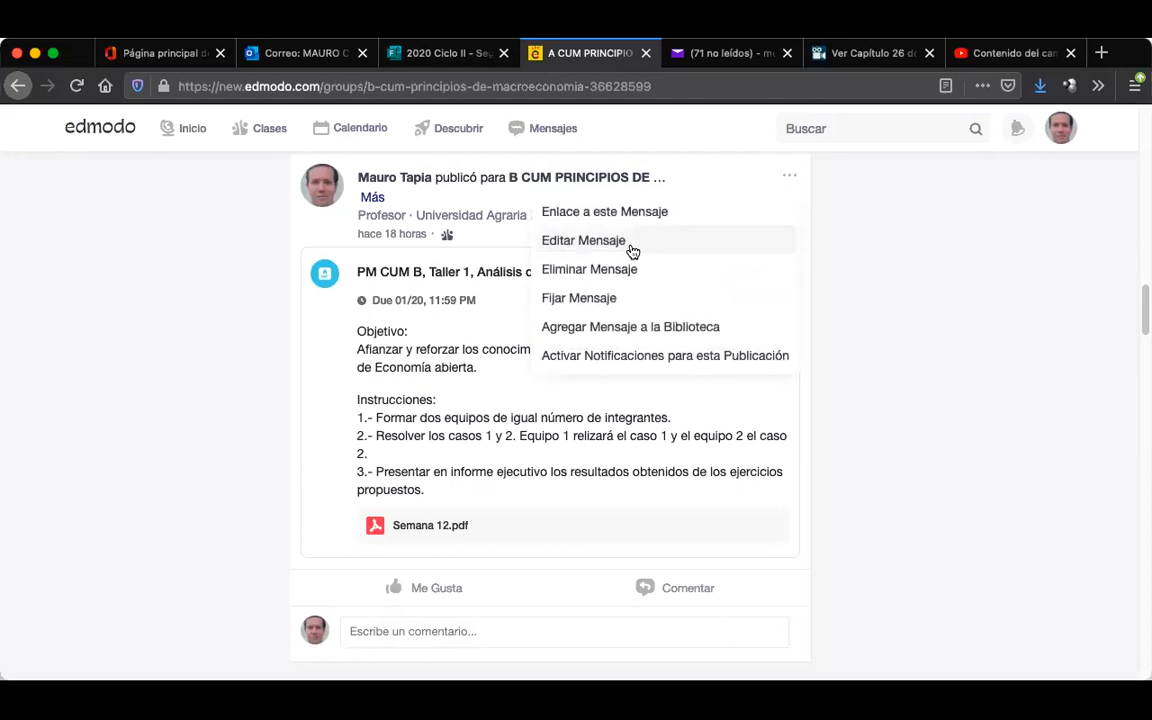 Página principal de
Correo: MAURO C
2020 Ciclo II - Seg
A CUM PRINCIPIO
(71 no leídos) - m
Ver Capítulo 26 d
Contenido del can
https://new.edmodo.com/groups/b-cum-principios-de-macroeconomia-36628599
edmodo
Inicio
Clases
Calendario
Descubrir
Mensajes
Buscar
Mauro Tapia publicó para B CUM PRINCIPIOS DE ...
Más
Profesor · Universidad Agraria
hace 18 horas ·
Enlace a este Mensaje
Editar Mensaje
Eliminar Mensaje
Fijar Mensaje
Agregar Mensaje a la Biblioteca
Activar Notificaciones para esta Publicación
PM CUM B, Taller 1, Análisis d
Due 01/20, 11:59 PM
Objetivo:
Afianzar y reforzar los conocim
de Economía abierta.
Instrucciones:
1.- Formar dos equipos de igual número de integrantes.
2.- Resolver los casos 1 y 2. Equipo 1 relizará el caso 1 y el equipo 2 el caso
2.
3.- Presentar en informe ejecutivo los resultados obtenidos de los ejercicios
propuestos.
Semana 12.pdf
Me Gusta
Comentar
Escribe un comentario...